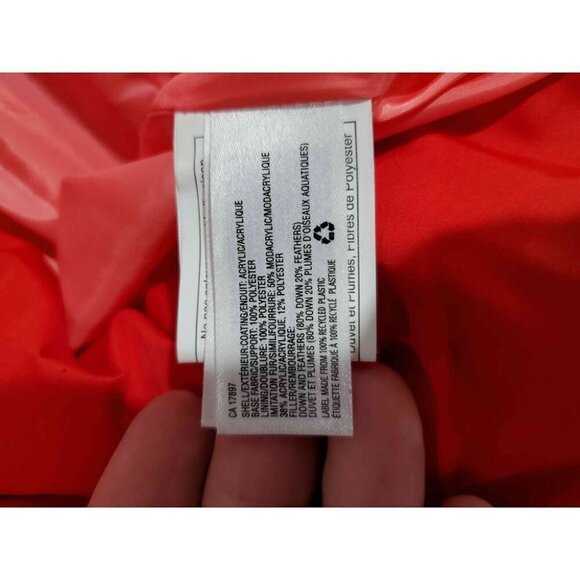 CA 17897
SHELL/EXTÉRIEUR:COATING/ENDUIT: ACRYLIC/ACRYLIQUE
BASE FABRIC/SUPPORT: 100% POLYESTER
LINING/DOUBLURE: 100% POLYESTER
IMITATION FUR/SIMILIFOURRURE: 50% MODACRYLIC/MODACRYLIQUE
38% ACRYLIC/ACRYLIQUE, 12% POLYESTER
FILLER/REMBOURRAGE:
DOWN AND FEATHERS (80% DOWN 20% FEATHERS)
DUVET ET PLUMES (80% DOWN 20% PLUMES D'OISEAUX AQUATIQUES)
LABEL MADE FROM 100% RECYCLED PLASTIC
ÉTIQUETTE FABRIQUÉE À 100% RECYCLÉ PLASTIQUE
Duvet et Plumes, Fibres de Polyester